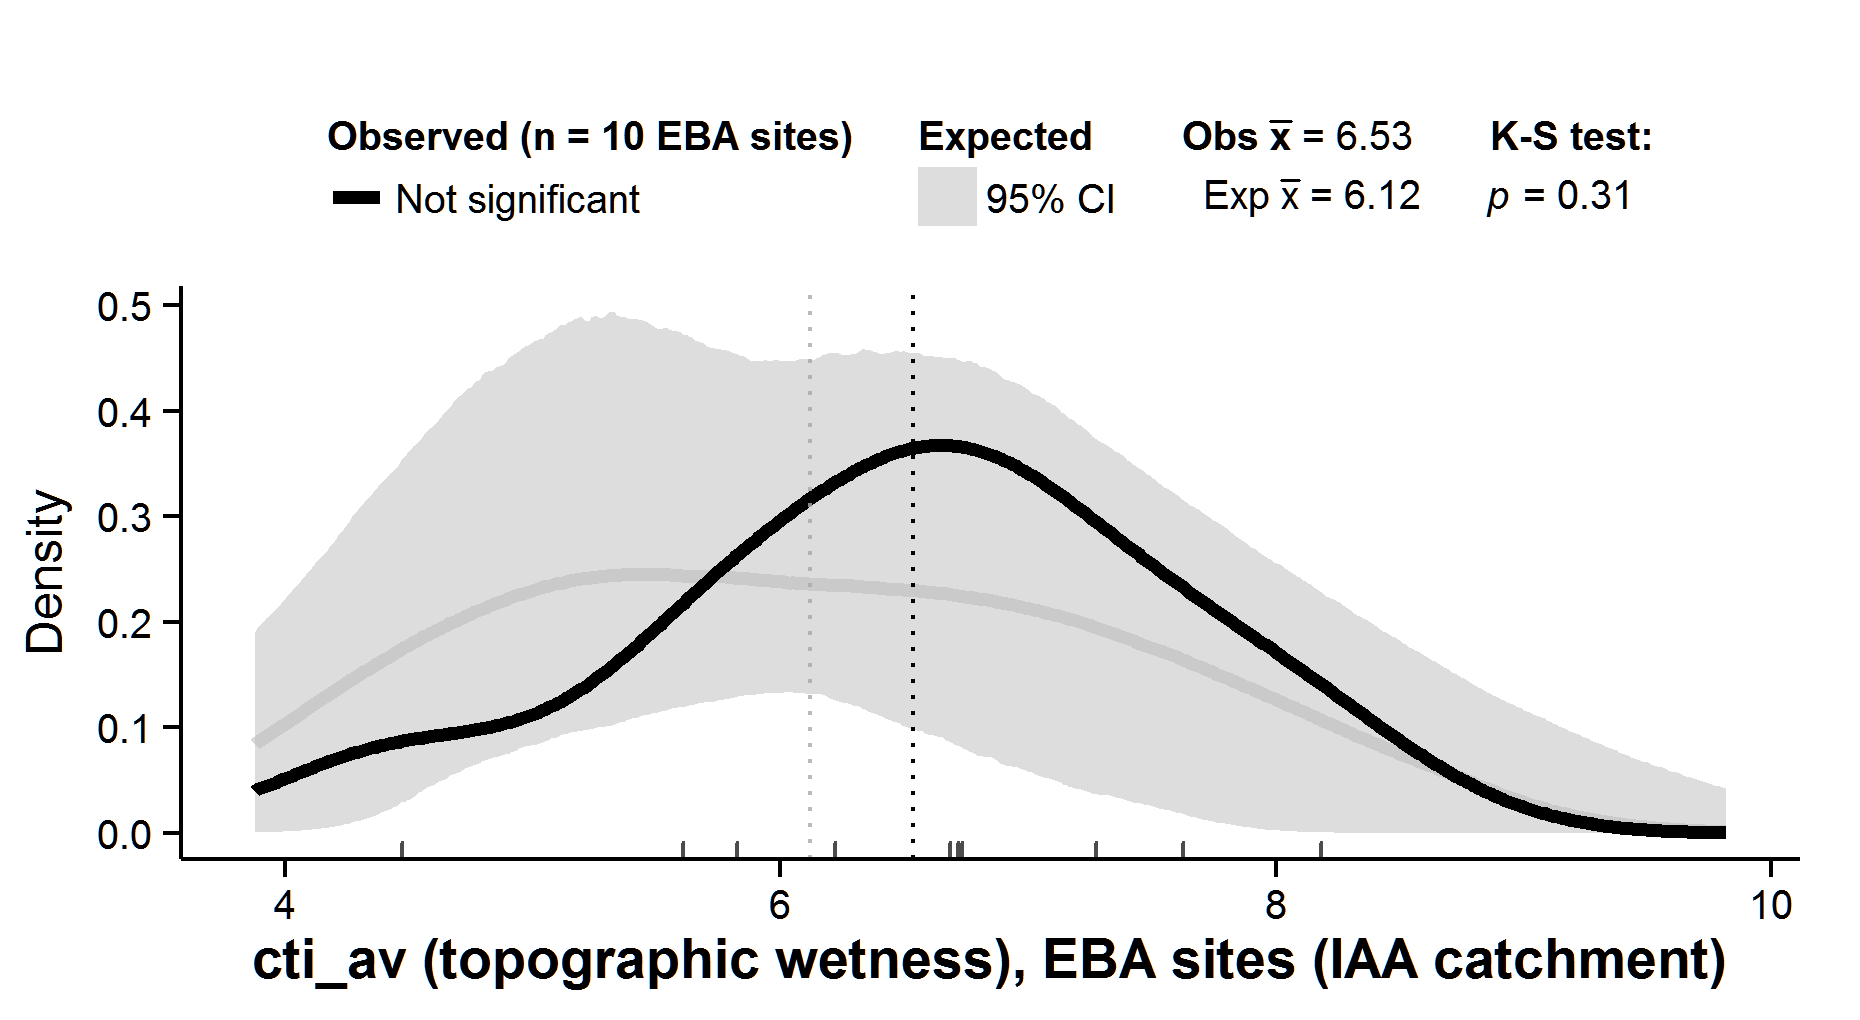 Observed (n = 10 EBA sites) Expected Obs x̅ = 6.53 K-S test:
Not significant 95% CI Exp x̅ = 6.12 p = 0.31
0.5
0.4
0.3
0.2
0.1
0.0
Density
4 6 8 10
cti_av (topographic wetness), EBA sites (IAA catchment)